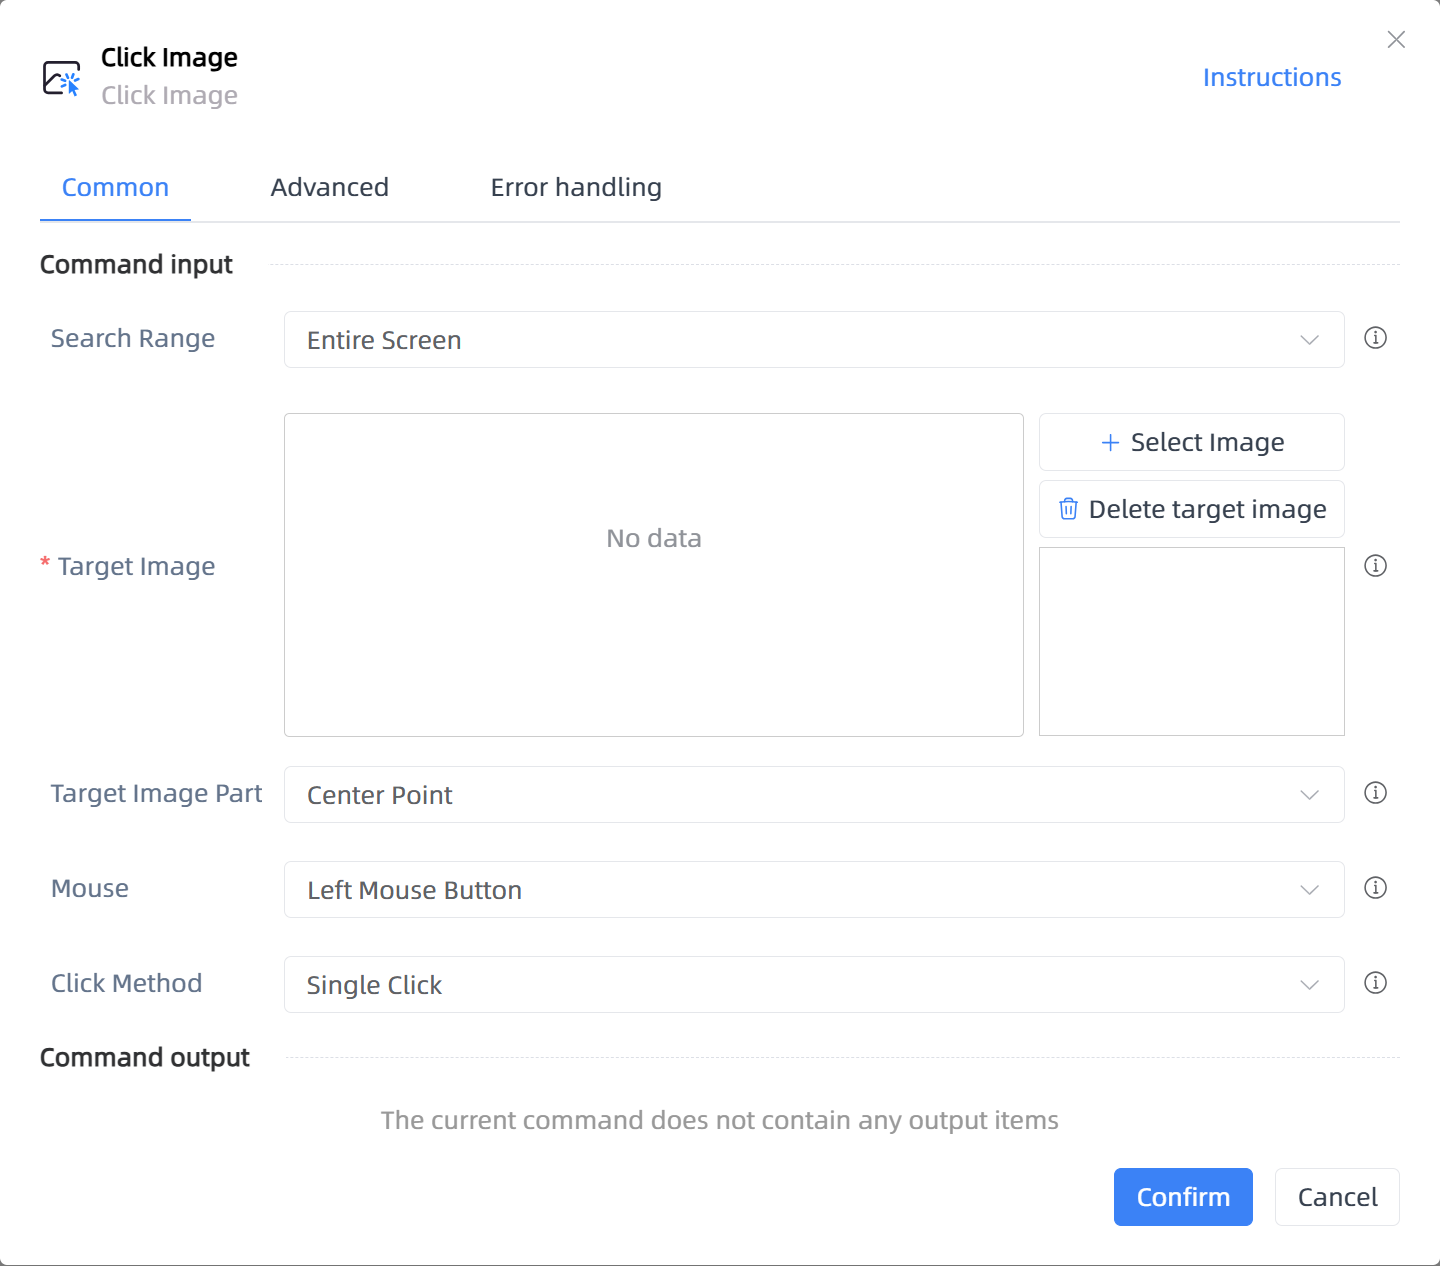 Click Image
Click Image
Instructions
Common
Advanced
Error handling
Command input
Search Range
Entire Screen
No data
Select Image
Delete target image
* Target Image
Target Image Part
Center Point
Mouse
Left Mouse Button
Click Method
Single Click
Command output
The current command does not contain any output items
Confirm
Cancel